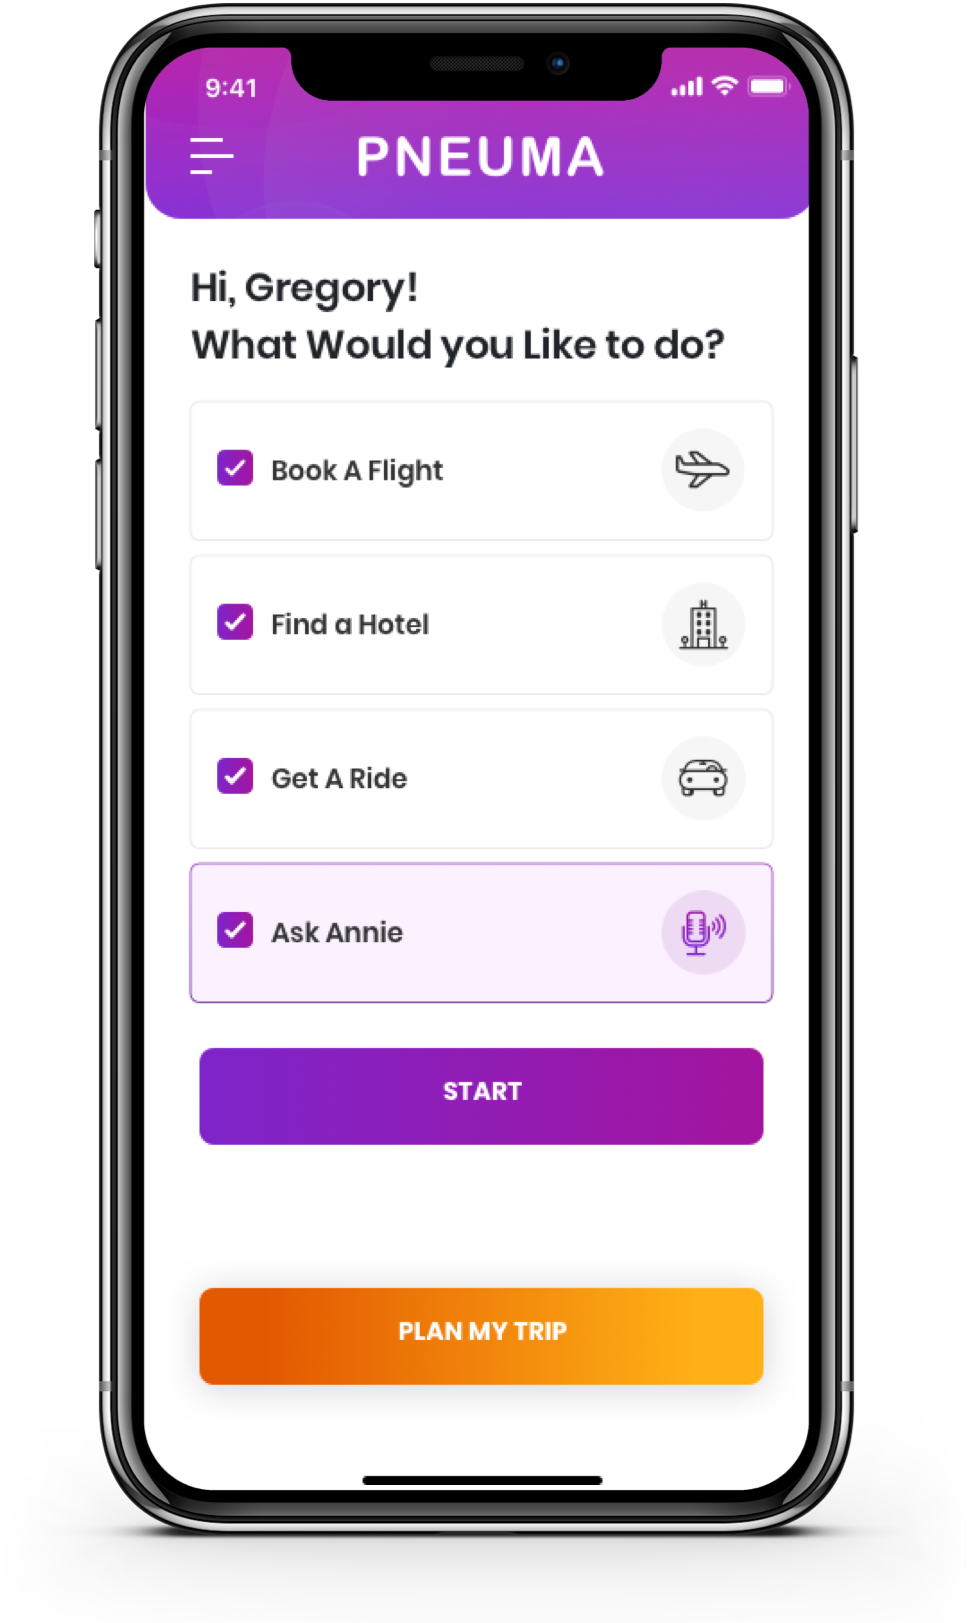 9:41
PNEUMA
Hi, Gregory!
What Would you Like to do?
Book A Flight
Find a Hotel
H
Get A Ride
Ask Annie
START
PLAN MY TRIP